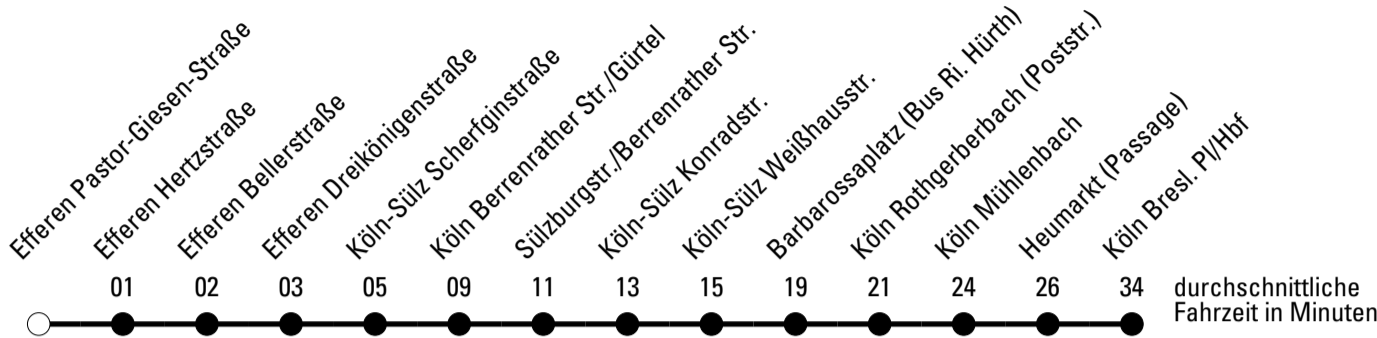 Efferen Pastor-Giesen-Straße
Efferen Hertzstraße
Efferen Bellerstraße
Efferen Dreikönigenstraße
Köln-Sülz Scherfginstraße
Köln Berrenrather Str./Gürtel
Sülzburgstr./Berrenrather Str.
Köln-Sülz Konradstr.
Köln-Sülz Weißhausstr.
Barbarossaplatz (Bus Ri. Hürth)
Köln Rothgerberbach (Poststr.)
Köln Mühlenbach
Heumarkt (Passage)
Köln Bresl. Pl/Hbf
01 02 03 05 09 11 13 15 19 21 24 26 34
durchschnittliche
Fahrzeit in Minuten